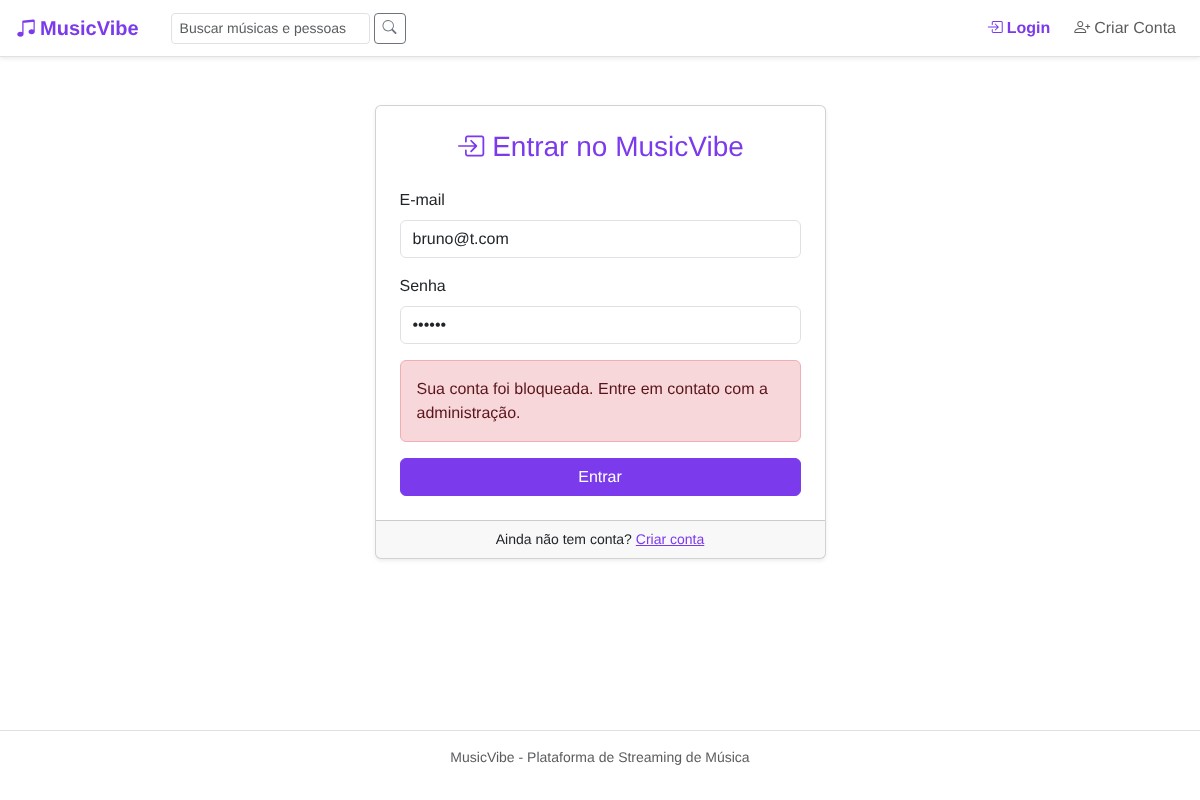 MusicVibe
Buscar músicas e pessoas
Login
Criar Conta
Entrar no MusicVibe
E-mail
bruno@t.com
Senha
••••••
Sua conta foi bloqueada. Entre em contato com a
administração.
Entrar
Ainda não tem conta? Criar conta
MusicVibe - Plataforma de Streaming de Música